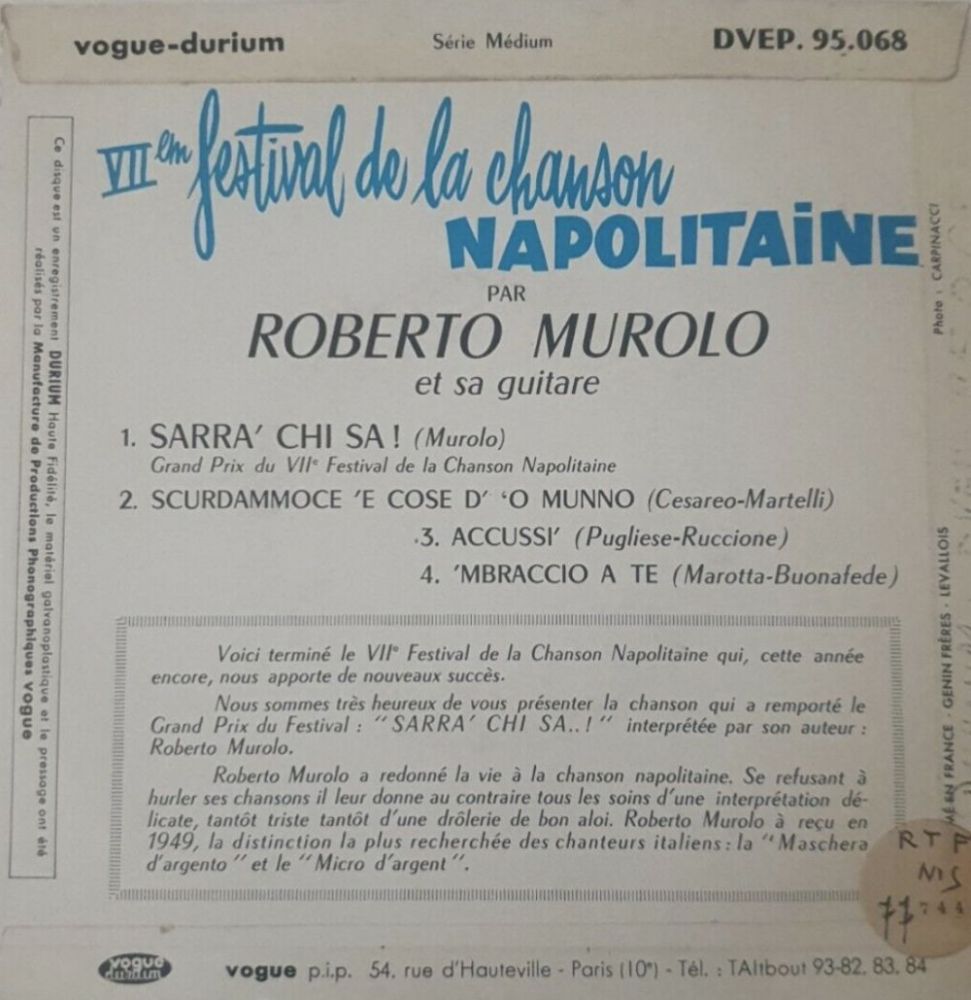 vogue-durium Série Médium DVEP. 95.068
VII em festival de la chanson
NAPOLITAiNE
PAR
ROBERTO MUROLO
et sa guitare
1. SARRA' CHI SA ! (Murolo)
Grand Prix du VIIe Festival de la Chanson Napolitaine
2. SCURDAMMOCE 'E COSE D' 'O MUNNO (Cesareo-Martelli)
3. ACCUSSI' (Pugliese-Ruccione)
4. 'MBRACCIO A TE (Marotta-Buonafede)
Voici terminé le VIIe Festival de la Chanson Napolitaine qui, cette année
encore, nous apporte de nouveaux succès.
Nous sommes très heureux de vous présenter la chanson qui a remporté le
Grand Prix du Festival : "SARRA' CHI SA..!" interprétée par son auteur :
Roberto Murolo.
Roberto Murolo a redonné la vie à la chanson napolitaine. Se refusant à
hurler ses chansons il leur donne au contraire tous les soins d'une interprétation dé-
licate, tantôt triste tantôt d'une drôlerie de bon aloi. Roberto Murolo à reçu en
1949, la distinction la plus recherchée des chanteurs italiens : la "Maschera
d'argento" et le "Micro d'argent".
Ce disque est un enregistrement DURIUM Haute Fidélité, le matériel galvanoplastique et le pressage ont été
réalisés par la Manufacture de Productions Phonographiques vogue
Photo : CARPINACCI
MÉ EN FRANCE - GENIN FRÈRES - LEVALLOIS
RTP
NIS
77744
vogue
durium
vogue p.i.p. 54, rue d'Hauteville - Paris (10e) - Tél. : TAItbout 93-82. 83. 84